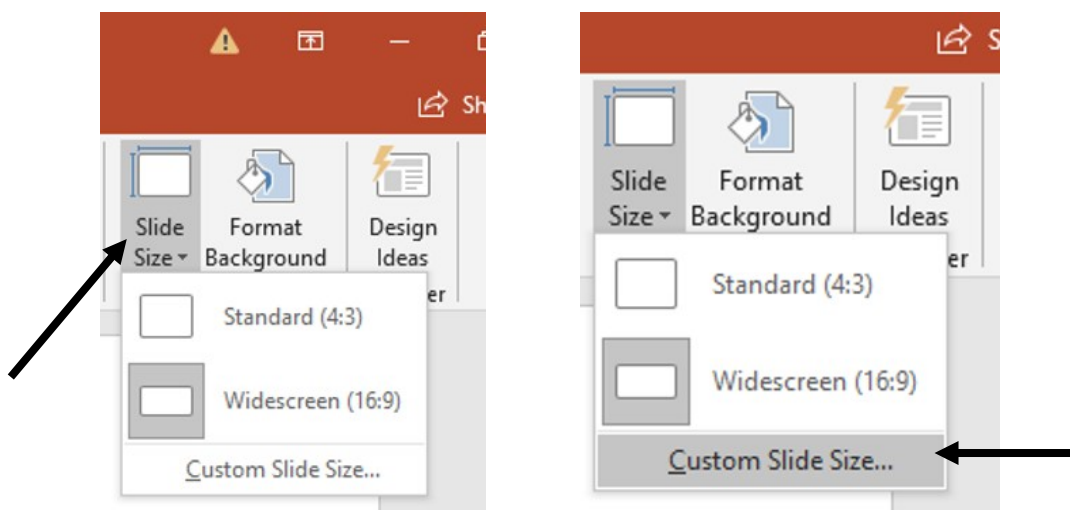 Sh
Slide Size
Format Background
Design Ideas
er
Standard (4:3)
Widescreen (16:9)
Custom Slide Size...
S
Slide Size
Format Background
Design Ideas
er
Standard (4:3)
Widescreen (16:9)
Custom Slide Size...